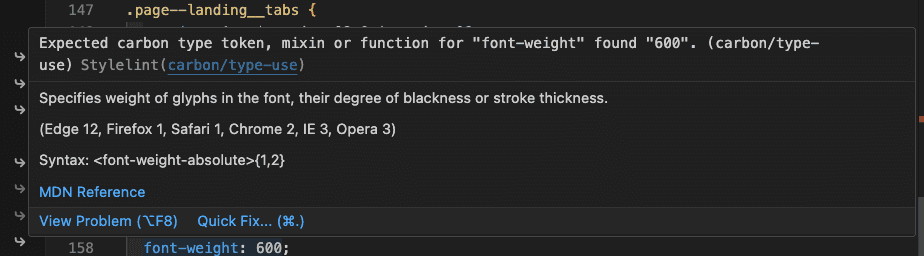 147 .page--landing__tabs {
Expected carbon type token, mixin or function for "font-weight" found "600". (carbon/type-
use) Stylelint(carbon/type-use)
Specifies weight of glyphs in the font, their degree of blackness or stroke thickness.
(Edge 12, Firefox 1, Safari 1, Chrome 2, IE 3, Opera 3)
Syntax: <font-weight-absolute>{1,2}
MDN Reference
View Problem (⌥F8) Quick Fix... (⌘.)
158 font-weight: 600;